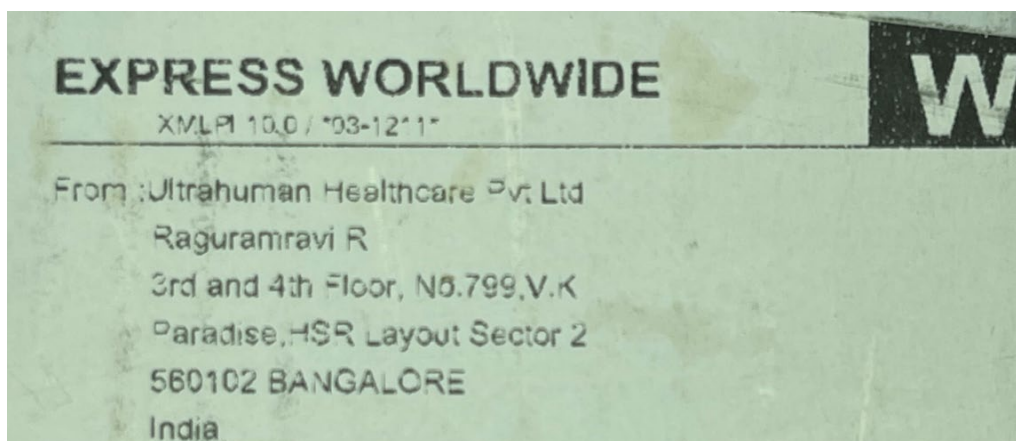 EXPRESS WORLDWIDE
W
XMLPI 10.0 / *03-1211*
From :Ultrahuman Healthcare Pvt Ltd
Raguramravi R
3rd and 4th Floor, No.799,V.K
Paradise,HSR Layout Sector 2
560102 BANGALORE
India